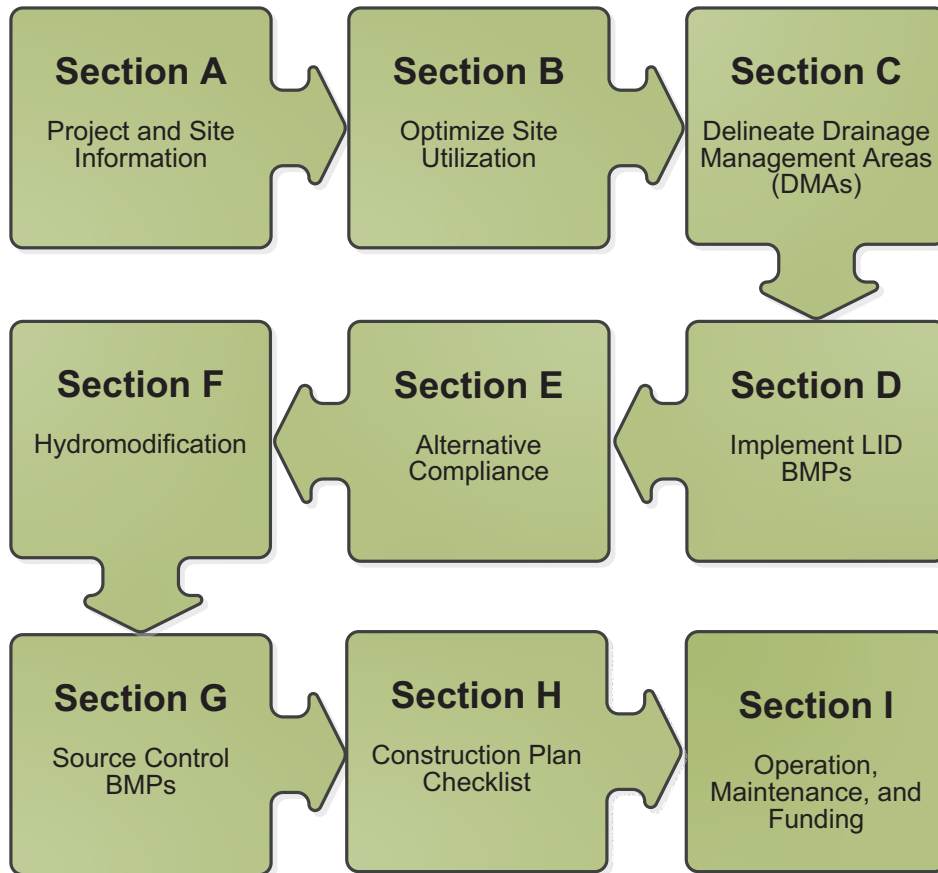 Section A
Project and Site
Information
Section B
Optimize Site
Utilization
Section C
Delineate Drainage
Management Areas
(DMAs)
Section D
Implement LID
BMPs
Section E
Alternative
Compliance
Section F
Hydromodification
Section G
Source Control
BMPs
Section H
Construction Plan
Checklist
Section I
Operation,
Maintenance, and
Funding